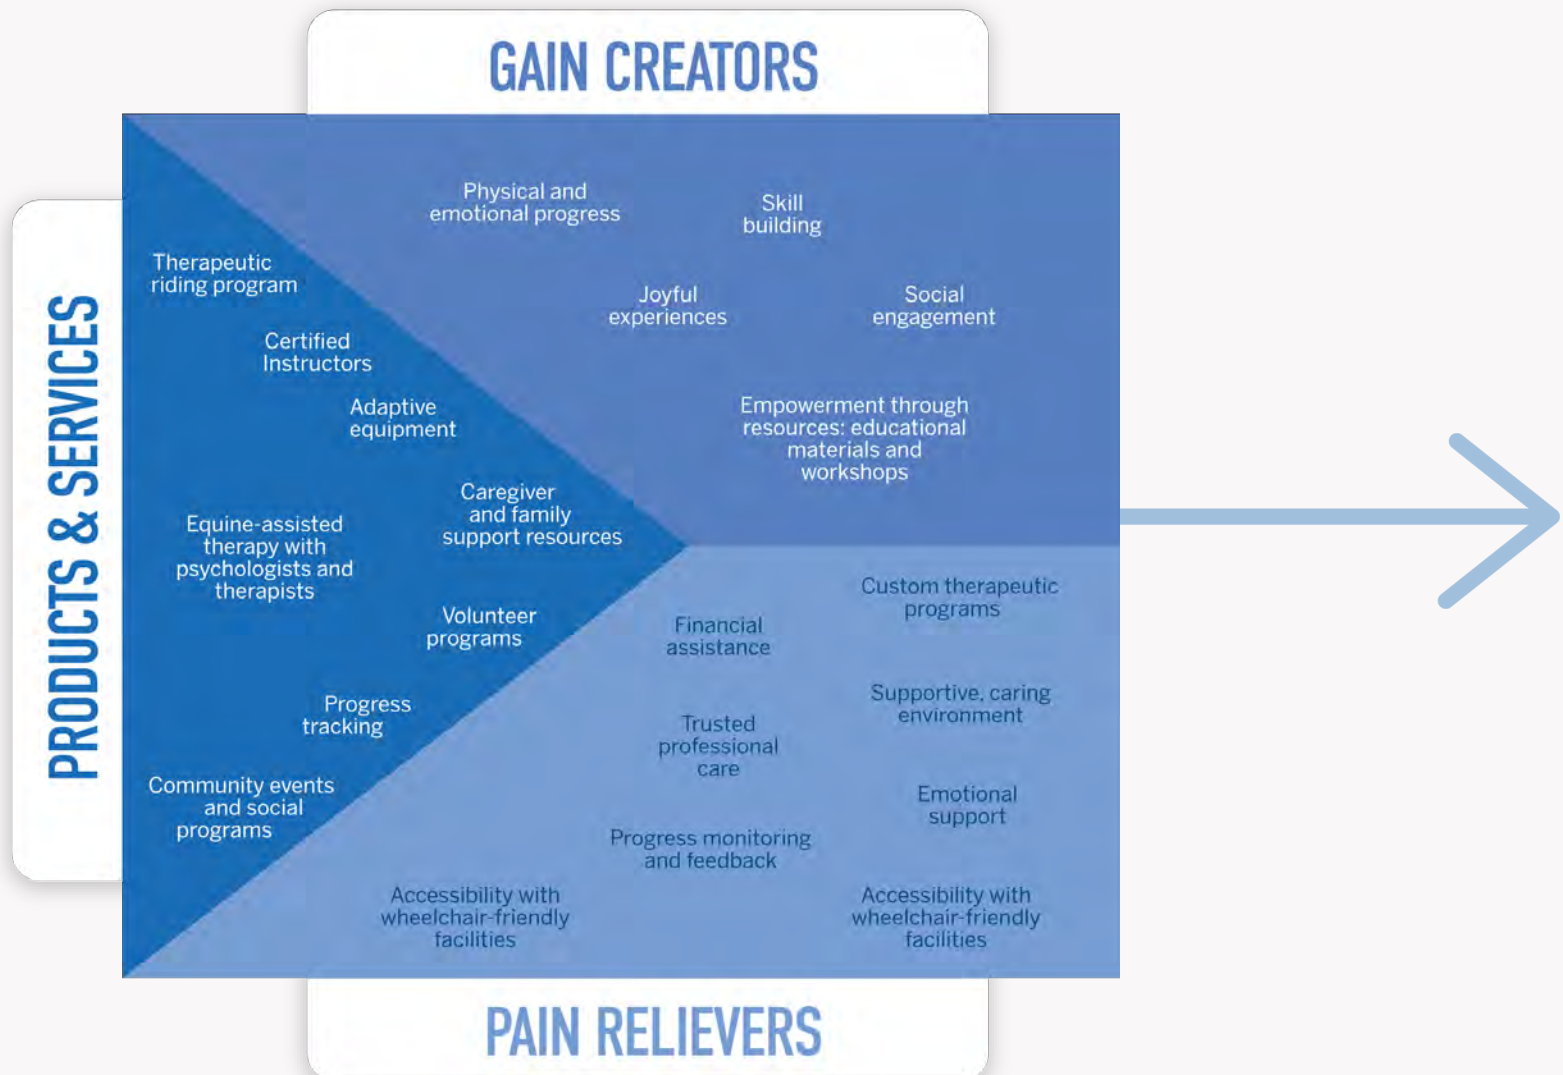 GAIN CREATORS
Physical and
emotional progress
Skill
building
Joyful
experiences
Social
engagement
Empowerment through
resources: educational
materials and
workshops
PRODUCTS & SERVICES
Therapeutic
riding program
Certified
Instructors
Adaptive
equipment
Caregiver
and family
support resources
Equine-assisted
therapy with
psychologists and
therapists
Volunteer
programs
Progress
tracking
Community events
and social
programs
Custom therapeutic
programs
Financial
assistance
Supportive, caring
environment
Trusted
professional
care
Emotional
support
Progress monitoring
and feedback
Accessibility with
wheelchair-friendly
facilities
Accessibility with
wheelchair-friendly
facilities
PAIN RELIEVERS